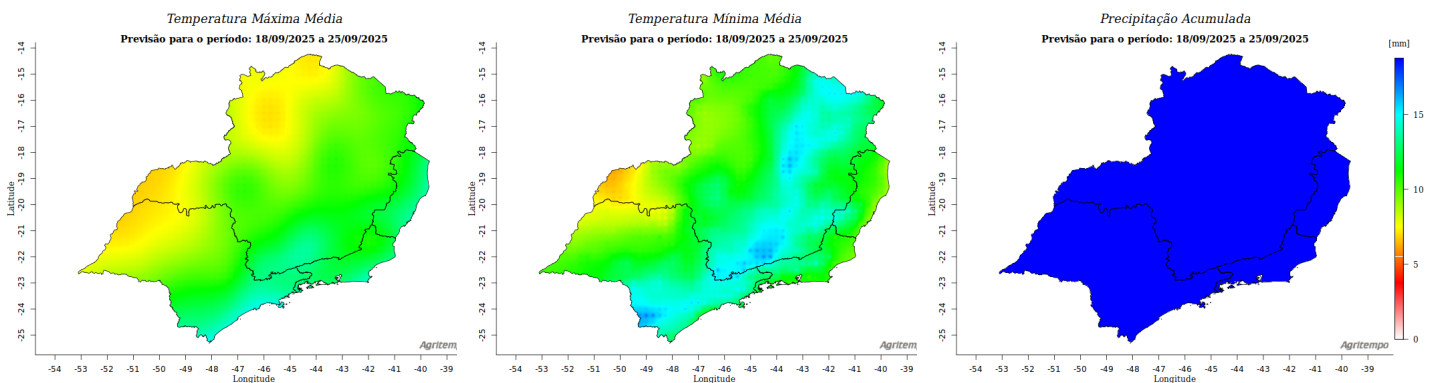 Temperatura Máxima Média
Previsão para o período: 18/09/2025 a 25/09/2025
-14
-15
-16
-17
-18
-19
-20
-21
-22
-23
-24
-25
Latitude
-54 -53 -52 -51 -50 -49 -48 -47 -46 -45 -44 -43 -42 -41 -40 -39
Longitude
Agritem
Temperatura Mínima Média
Previsão para o período: 18/09/2025 a 25/09/2025
-14
-15
-16
-17
-18
-19
-20
-21
-22
-23
-24
-25
Latitude
-54 -53 -52 -51 -50 -49 -48 -47 -46 -45 -44 -43 -42 -41 -40 -39
Longitude
Agritem
Precipitação Acumulada
Previsão para o período: 18/09/2025 a 25/09/2025
-14
-15
-16
-17
-18
-19
-20
-21
-22
-23
-24
-25
Latitude
-54 -53 -52 -51 -50 -49 -48 -47 -46 -45 -44 -43 -42 -41 -40 -39
Longitude
Agritempo
[mm]
15
10
5
0